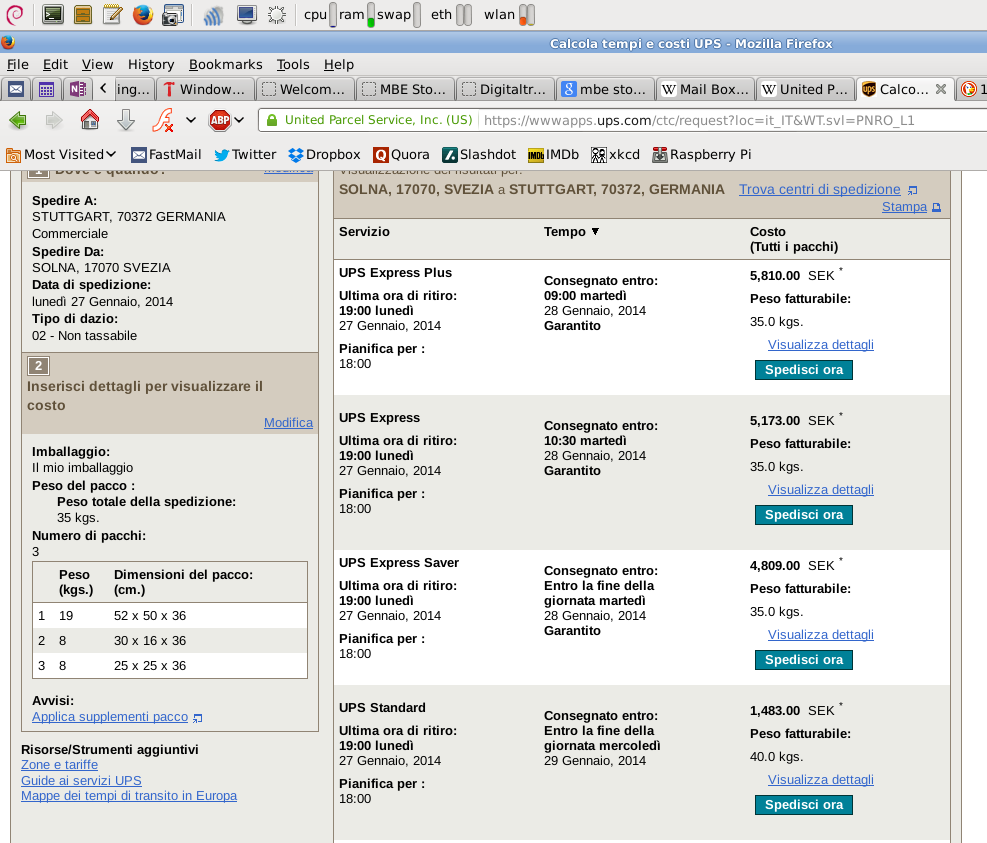 cpu ram swap eth wlan
Calcola tempi e costi UPS - Mozilla Firefox
File Edit View History Bookmarks Tools Help
ing... Window... Welcom... MBE Sto... Digitaltr... mbe sto... Mail Box... United P... Calco... 1
United Parcel Service, Inc. (US) https://wwwapps.ups.com/ctc/request?loc=it_IT&WT.svl=PNRO_L1
Most Visited FastMail Twitter Dropbox Quora Slashdot IMDb xkcd Raspberry Pi
1 Dove e quando? Modifica
Spedire A:
STUTTGART, 70372 GERMANIA
Commerciale
Spedire Da:
SOLNA, 17070 SVEZIA
Data di spedizione:
lunedì 27 Gennaio, 2014
Tipo di dazio:
02 - Non tassabile
2
Inserisci dettagli per visualizzare il
costo
Modifica
Imballaggio:
Il mio imballaggio
Peso del pacco :
Peso totale della spedizione:
35 kgs.
Numero di pacchi:
3
Peso (kgs.) Dimensioni del pacco: (cm.)
1 19 52 x 50 x 36
2 8 30 x 16 x 36
3 8 25 x 25 x 36
Avvisi:
Applica supplementi pacco
Risorse/Strumenti aggiuntivi
Zone e tariffe
Guide ai servizi UPS
Mappe dei tempi di transito in Europa
Visualizzazione dei risultati per:
SOLNA, 17070, SVEZIA a STUTTGART, 70372, GERMANIA Trova centri di spedizione
Stampa
Servizio Tempo ▼ Costo
(Tutti i pacchi)
UPS Express Plus
Ultima ora di ritiro:
19:00 lunedì
27 Gennaio, 2014
Pianifica per :
18:00
Consegnato entro:
09:00 martedì
28 Gennaio, 2014
Garantito
5,810.00 SEK *
Peso fatturabile:
35.0 kgs.
Visualizza dettagli
Spedisci ora
UPS Express
Ultima ora di ritiro:
19:00 lunedì
27 Gennaio, 2014
Pianifica per :
18:00
Consegnato entro:
10:30 martedì
28 Gennaio, 2014
Garantito
5,173.00 SEK *
Peso fatturabile:
35.0 kgs.
Visualizza dettagli
Spedisci ora
UPS Express Saver
Ultima ora di ritiro:
19:00 lunedì
27 Gennaio, 2014
Pianifica per :
18:00
Consegnato entro:
Entro la fine della
giornata martedì
28 Gennaio, 2014
Garantito
4,809.00 SEK *
Peso fatturabile:
35.0 kgs.
Visualizza dettagli
Spedisci ora
UPS Standard
Ultima ora di ritiro:
19:00 lunedì
27 Gennaio, 2014
Pianifica per :
18:00
Consegnato entro:
Entro la fine della
giornata mercoledì
29 Gennaio, 2014
1,483.00 SEK *
Peso fatturabile:
40.0 kgs.
Visualizza dettagli
Spedisci ora